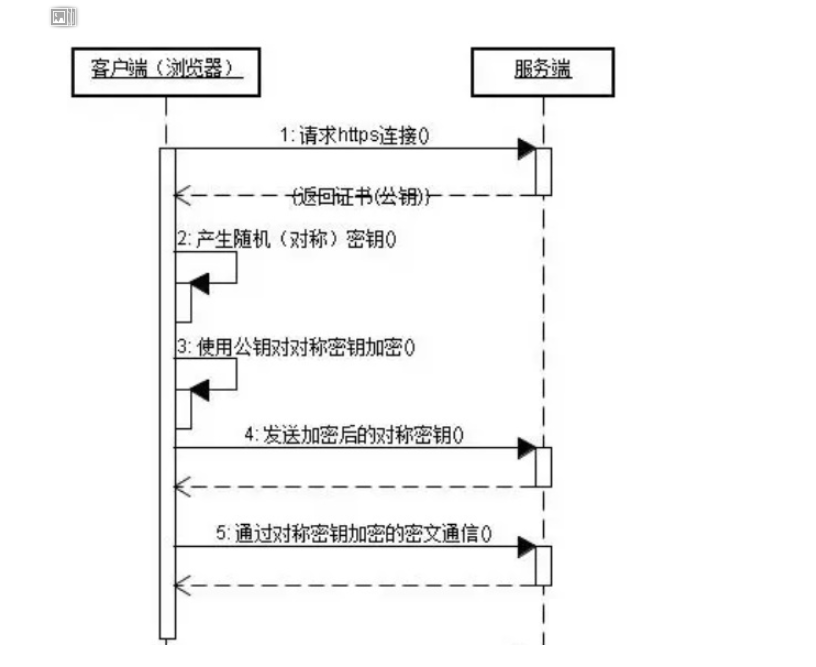 客户端（浏览器）
服务端
1: 请求https连接()
(返回证书(公钥))
2: 产生随机（对称）密钥()
3: 使用公钥对对称密钥加密()
4: 发送加密后的对称密钥()
5: 通过对称密钥加密的密文通信()